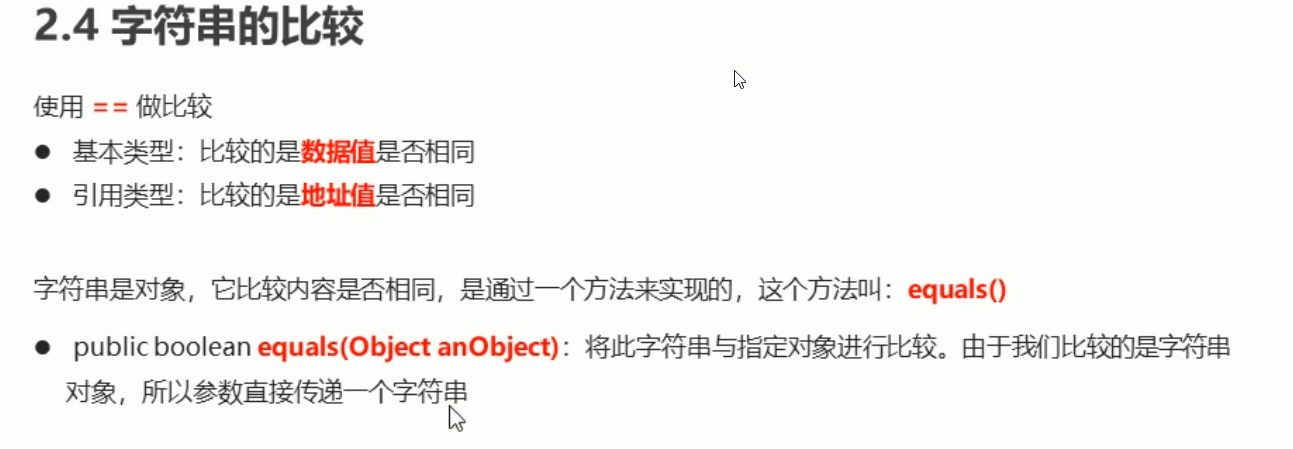 2.4 字符串的比较
使用 == 做比较
● 基本类型：比较的是数据值是否相同
● 引用类型：比较的是地址值是否相同
字符串是对象，它比较内容是否相同，是通过一个方法来实现的，这个方法叫：equals()
● public boolean equals(Object anObject)：将此字符串与指定对象进行比较。由于我们比较的是字符串
对象，所以参数直接传递一个字符串